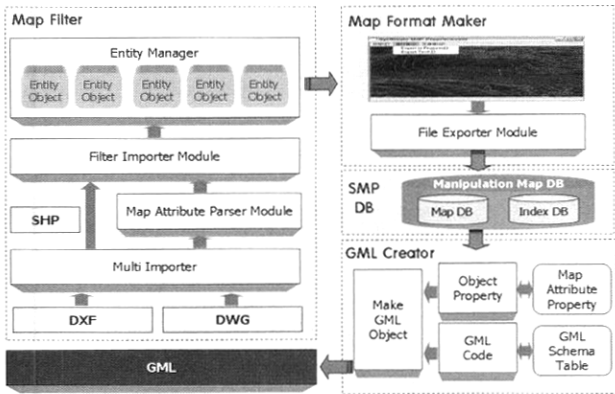 Map Filter
Entity Manager
Entity
Object
Entity
Object
Entity
Object
Entity
Object
Entity
Object
Filter Importer Module
SHP
Map Attribute Parser Module
Multi Importer
DXF
DWG
GML
Map Format Maker
File Exporter Module
SMP
DB
Manipulation Map DB
Map DB
Index DB
GML Creator
Make
GML
Object
Object
Property
Map
Attribute
Property
GML
Code
GML
Schema
Table